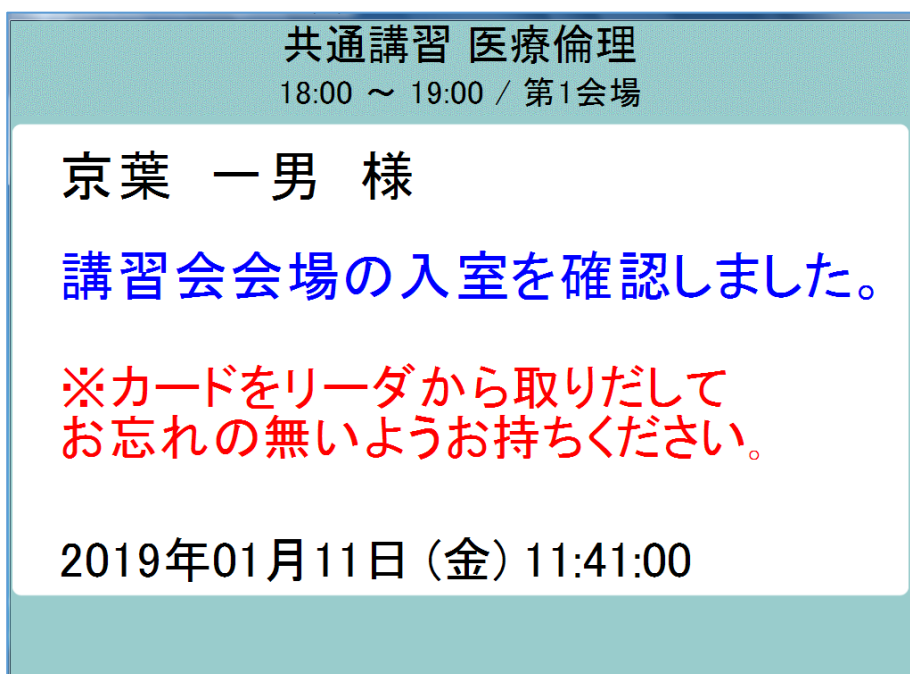 共通講習 医療倫理
18:00 ～ 19:00 / 第1会場
京葉　一男　様
講習会会場の入室を確認しました。
※カードをリーダから取りだして
お忘れの無いようお持ちください。
2019年01月11日 (金) 11:41:00